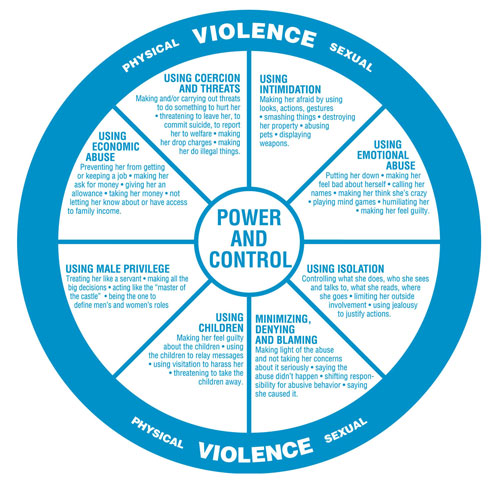 PHYSICAL VIOLENCE SEXUAL
USING COERCION
AND THREATS
Making and/or carrying out threats
to do something to hurt her
• threatening to leave her, to
commit suicide, to report
her to welfare • making
her drop charges • making
her do illegal things.
USING
INTIMIDATION
Making her afraid by using
looks, actions, gestures
• smashing things • destroying
her property • abusing
pets • displaying
weapons.
USING
ECONOMIC
ABUSE
Preventing her from getting
or keeping a job • making her
ask for money • giving her an
allowance • taking her money • not
letting her know about or have access
to family income.
USING
EMOTIONAL
ABUSE
Putting her down • making her
feel bad about herself • calling her
names • making her think she's crazy
• playing mind games • humiliating her
• making her feel guilty.
POWER
AND
CONTROL
USING MALE PRIVILEGE
Treating her like a servant • making all the
big decisions • acting like the "master of
the castle" • being the one to
define men's and women's roles
USING ISOLATION
Controlling what she does, who she sees
and talks to, what she reads, where
she goes • limiting her outside
involvement • using jealousy
to justify actions.
USING
CHILDREN
Making her feel guilty
about the children • using
the children to relay messages
• using visitation to harass her
• threatening to take the
children away.
MINIMIZING,
DENYING
AND BLAMING
Making light of the abuse
and not taking her concerns
about it seriously • saying the
abuse didn't happen • shifting respon-
sibility for abusive behavior • saying
she caused it.
PHYSICAL VIOLENCE SEXUAL